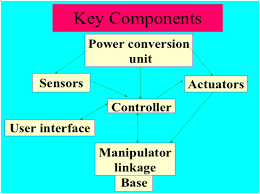 Key Components
Power conversion
unit
Sensors
Actuators
Controller
User interface
Manipulator
linkage
Base